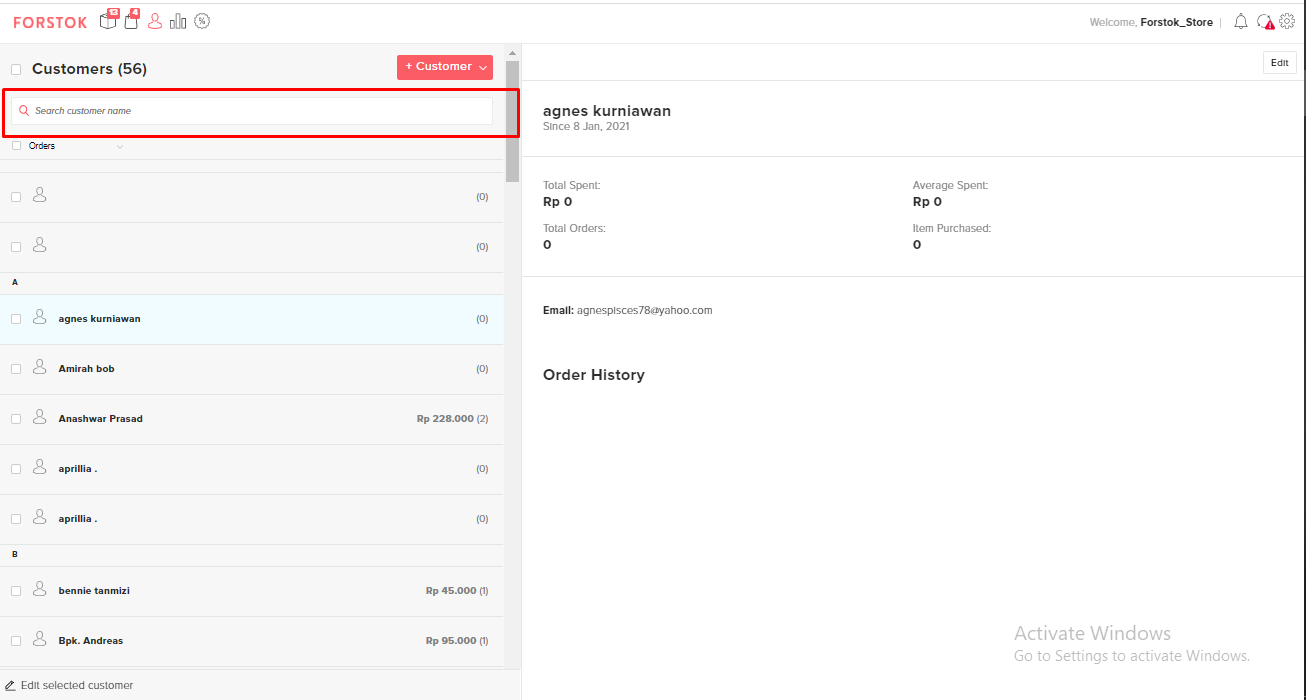 FORSTOK
13
4
Welcome, Forstok_Store
Customers (56)
+ Customer
Search customer name
Orders
(0)
(0)
A
agnes kurniawan (0)
Amirah bob (0)
Anashwar Prasad Rp 228.000 (2)
aprillia . (0)
aprillia . (0)
B
bennie tanmizi Rp 45.000 (1)
Bpk. Andreas Rp 95.000 (1)
Edit selected customer
Edit
agnes kurniawan
Since 8 Jan, 2021
Total Spent: Average Spent:
Rp 0 Rp 0
Total Orders: Item Purchased:
0 0
Email: agnespisces78@yahoo.com
Order History
Activate Windows
Go to Settings to activate Windows.